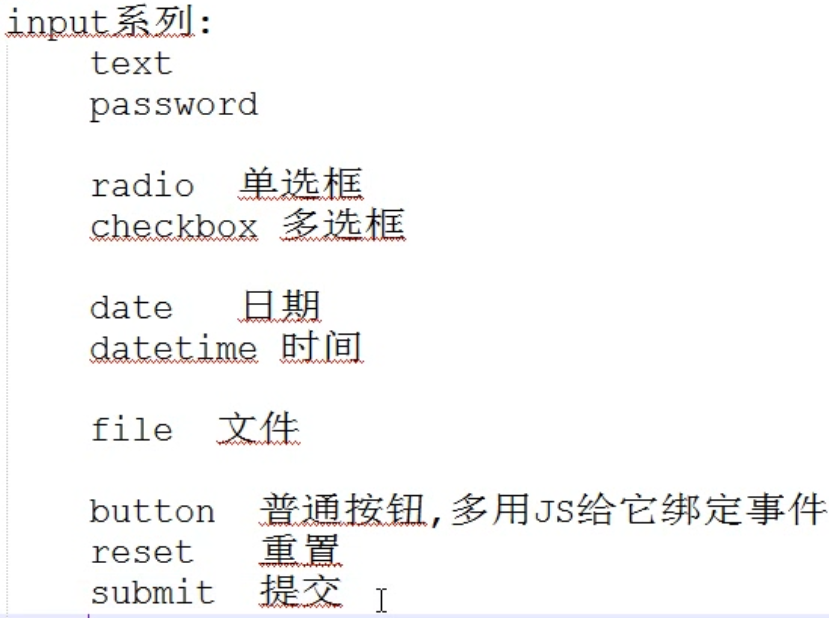 input系列:
text
password
radio 单选框
checkbox 多选框
date 日期
datetime 时间
file 文件
button 普通按钮,多用JS给它绑定事件
reset 重置
submit 提交